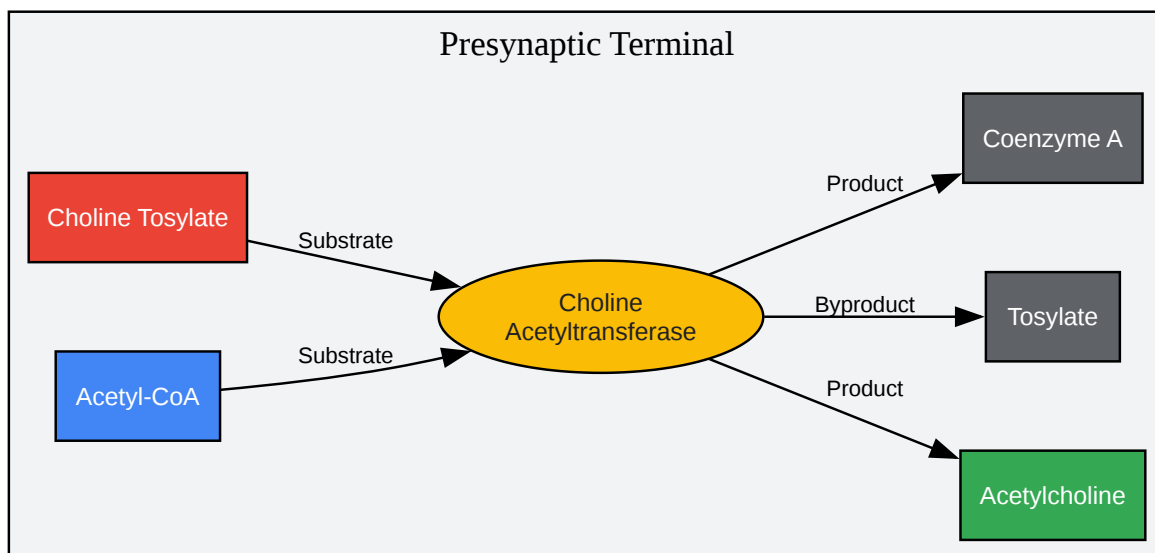 Presynaptic Terminal
Choline Tosylate
Acetyl-CoA
Substrate
Substrate
Choline
Acetyltransferase
Product
Byproduct
Product
Coenzyme A
Tosylate
Acetylcholine